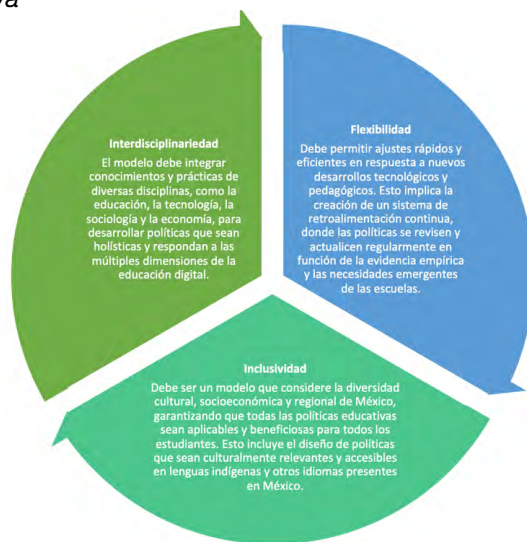 Interdisciplinariedad
El modelo debe integrar
conocimientos y prácticas de
diversas disciplinas, como la
educación, la tecnología, la
sociología y la economía, para
desarrollar políticas que sean
holísticas y respondan a las
múltiples dimensiones de la
educación digital.
Flexibilidad
Debe permitir ajustes rápidos y
eficientes en respuesta a nuevos
desarrollos tecnológicos y
pedagógicos. Esto implica la
creación de un sistema de
retroalimentación continua,
donde las políticas se revisen y
actualicen regularmente en
función de la evidencia empírica
y las necesidades emergentes
de las escuelas.
Inclusividad
Debe ser un modelo que considere la diversidad
cultural, socioeconómica y regional de México,
garantizando que todas las políticas educativas
sean aplicables y beneficiosas para todos los
estudiantes. Esto incluye el diseño de políticas
que sean culturalmente relevantes y accesibles
en lenguas indígenas y otros idiomas presentes
en México.